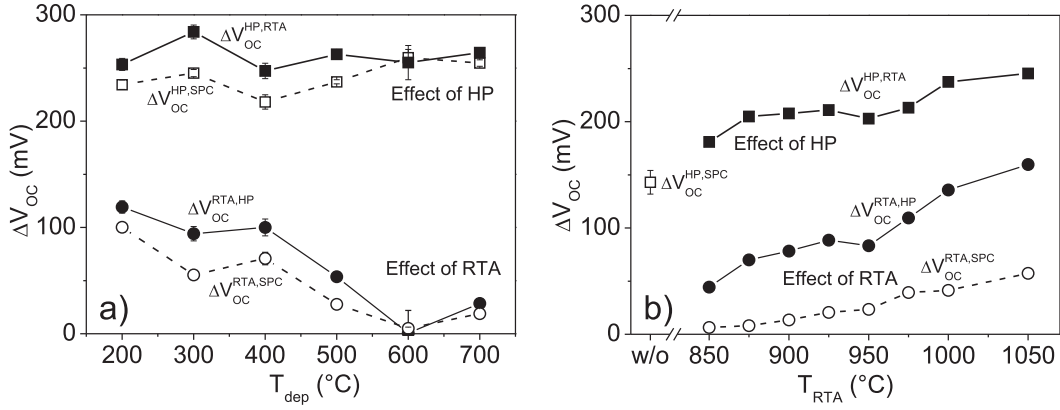 300
200
100
0
ΔV_OC (mV)
ΔV_OC^HP,RTA
ΔV_OC^HP,SPC
Effect of HP
ΔV_OC^RTA,HP
ΔV_OC^RTA,SPC
Effect of RTA
a)
200 300 400 500 600 700
T_dep (°C)
300
200
100
0
ΔV_OC (mV)
ΔV_OC^HP,RTA
Effect of HP
ΔV_OC^HP,SPC
ΔV_OC^RTA,HP
Effect of RTA
ΔV_OC^RTA,SPC
b)
w/o 850 900 950 1000 1050
T_RTA (°C)